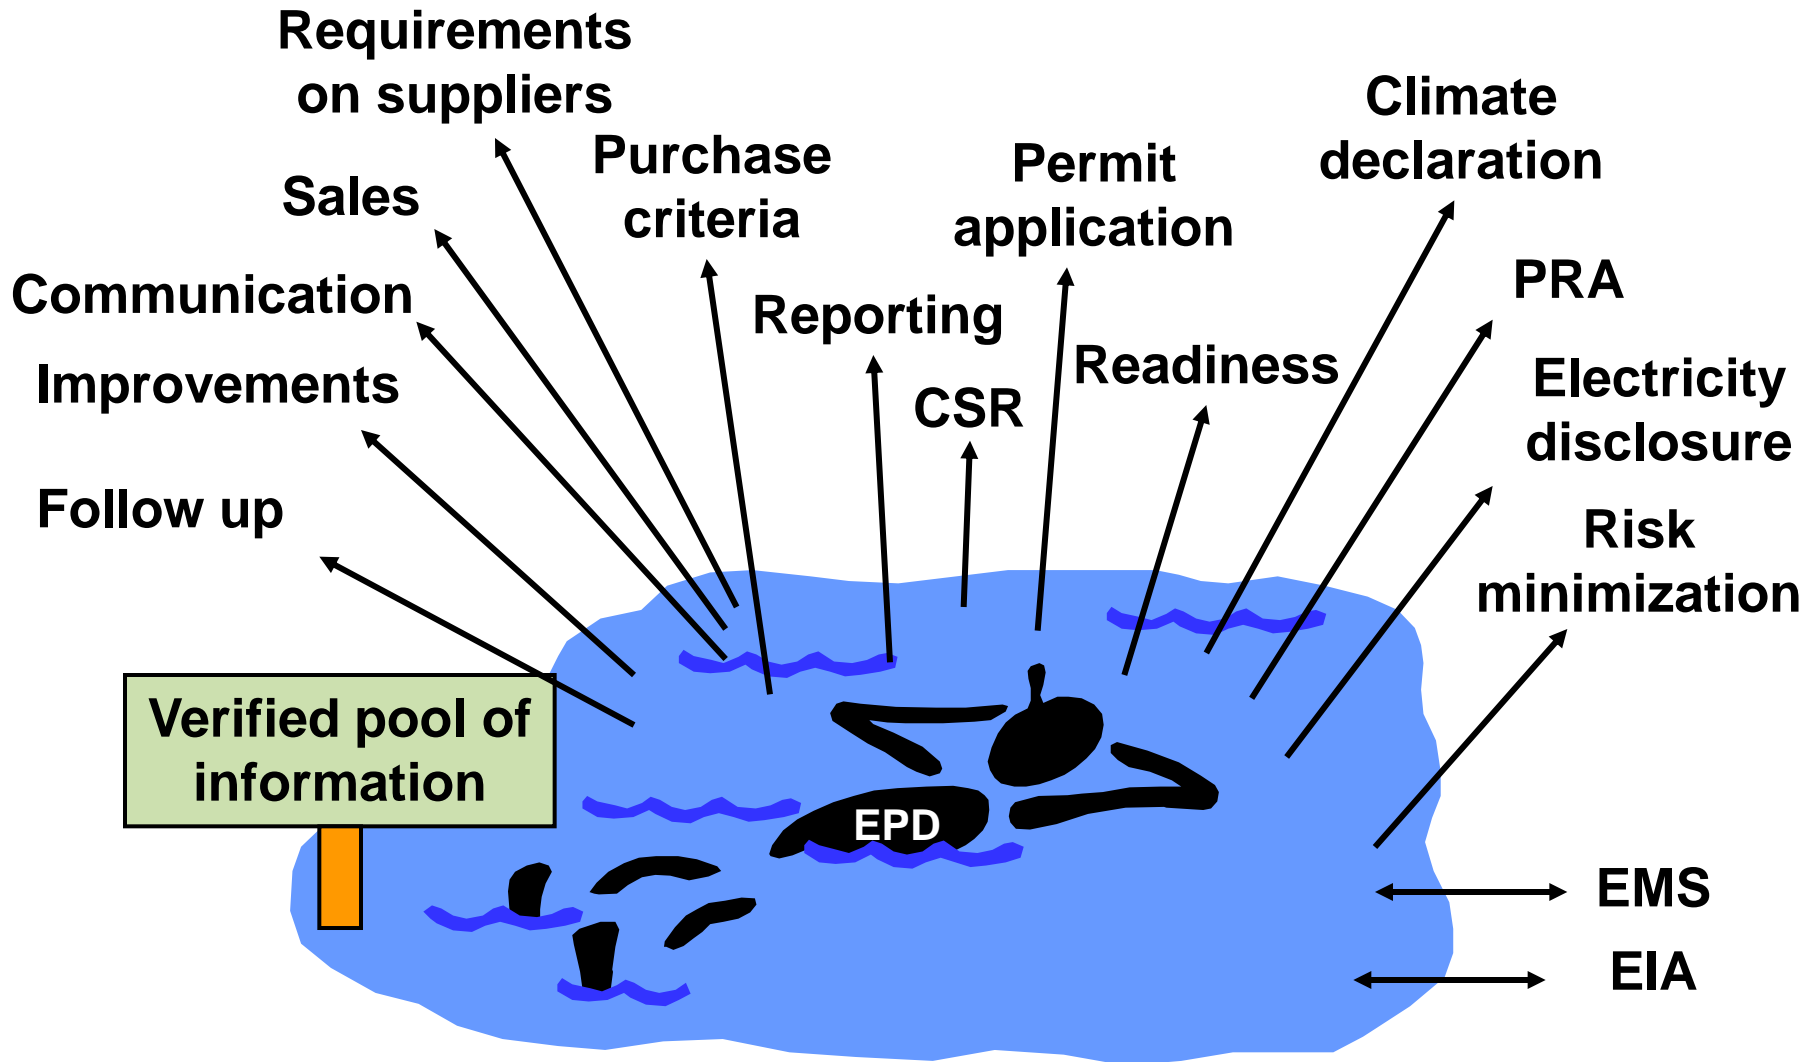 Requirements
on suppliers
Climate
declaration
Purchase
criteria
Permit
application
Sales
PRA
Communication
Reporting
Readiness
Improvements
Electricity
disclosure
CSR
Follow up
Risk
minimization
Verified pool of
information
EPD
EMS
EIA